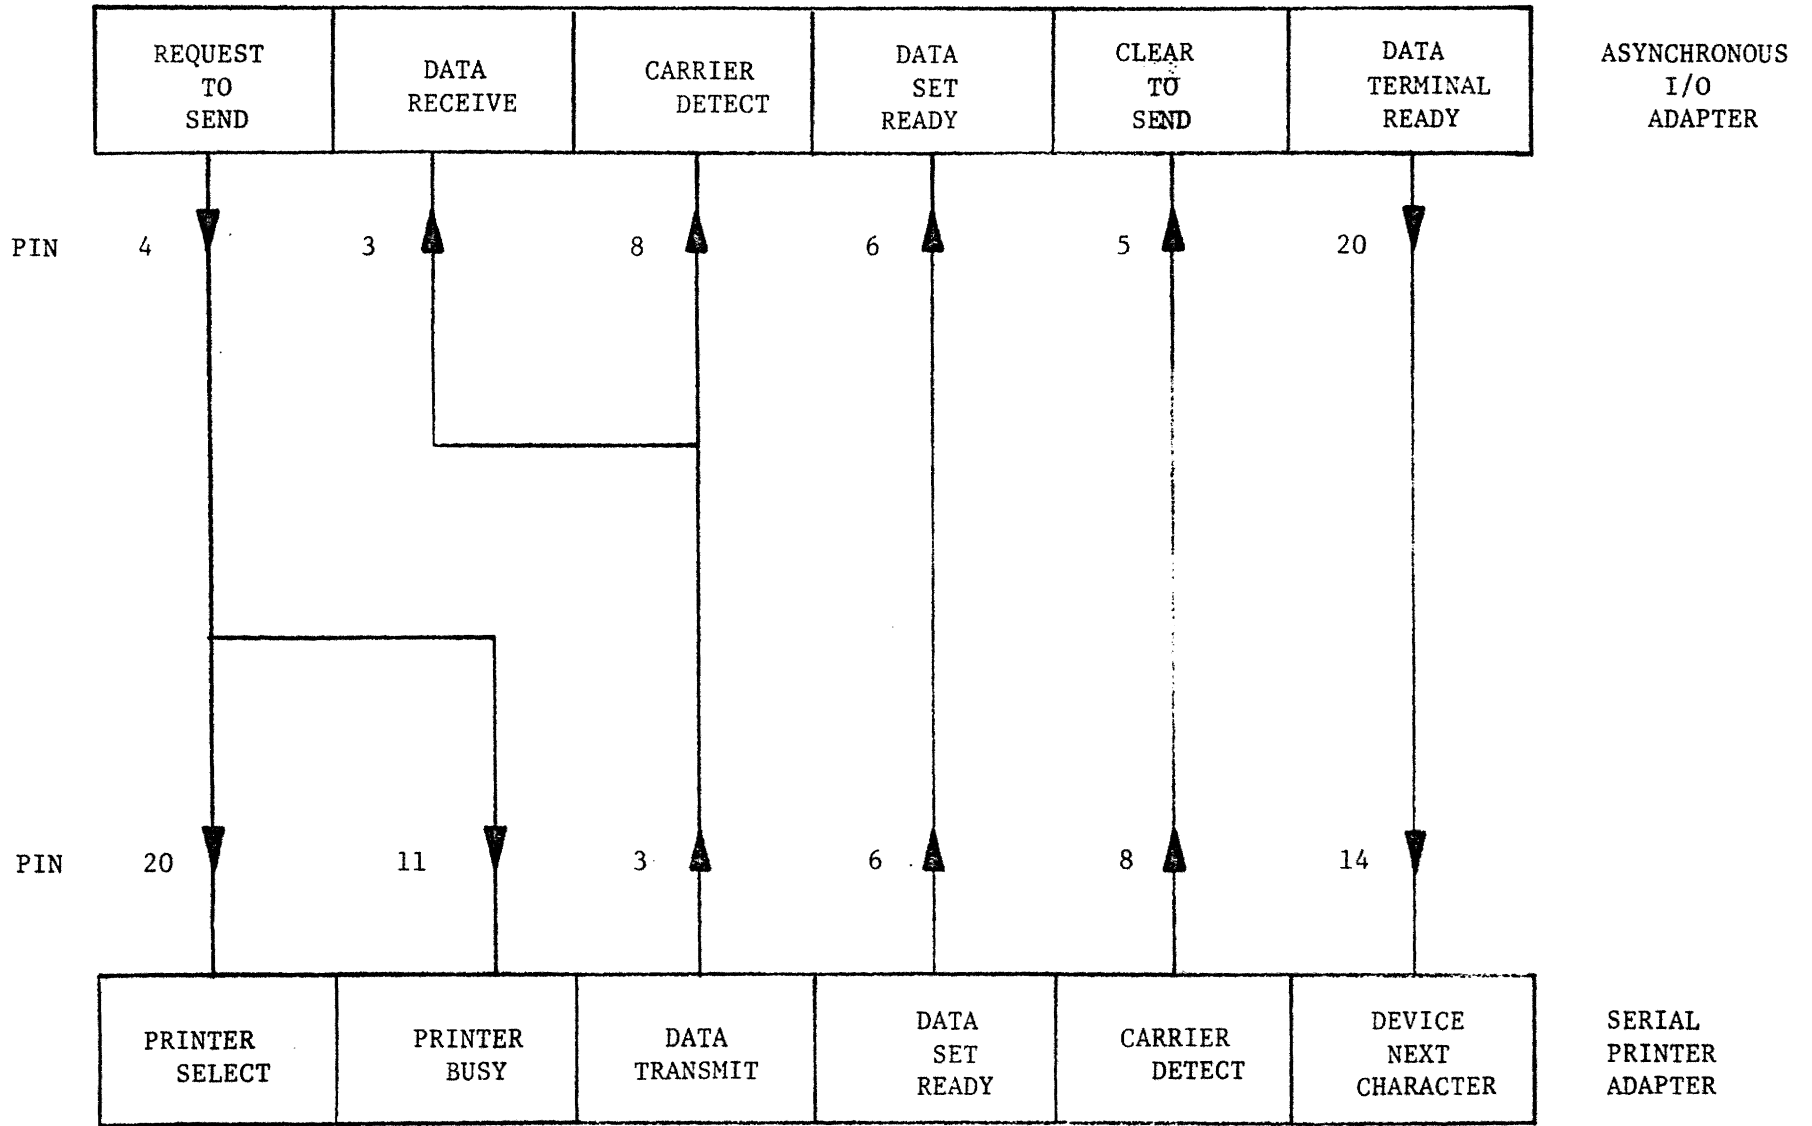 REQUEST
TO
SEND
DATA
RECEIVE
CARRIER
DETECT
DATA
SET
READY
CLEAR
TO
SEND
DATA
TERMINAL
READY
ASYNCHRONOUS
I/O
ADAPTER
PIN 4 3 8 6 5 20
PIN 20 11 3 6 8 14
PRINTER
SELECT
PRINTER
BUSY
DATA
TRANSMIT
DATA
SET
READY
CARRIER
DETECT
DEVICE
NEXT
CHARACTER
SERIAL
PRINTER
ADAPTER